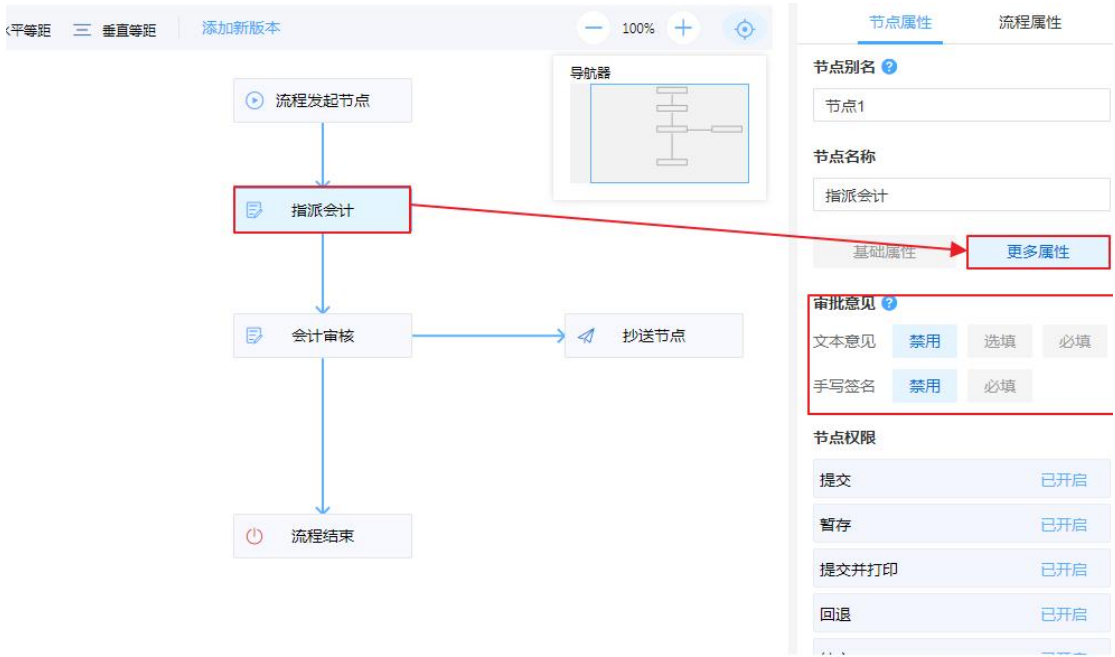 水平等距 垂直等距 添加新版本 100%
节点属性 流程属性
导航器
流程发起节点
指派会计
会计审核 抄送节点
流程结束
节点别名 ?
节点1
节点名称
指派会计
基础属性 更多属性
审批意见 ?
文本意见 禁用 选填 必填
手写签名 禁用 必填
节点权限
提交 已开启
暂存 已开启
提交并打印 已开启
回退 已开启